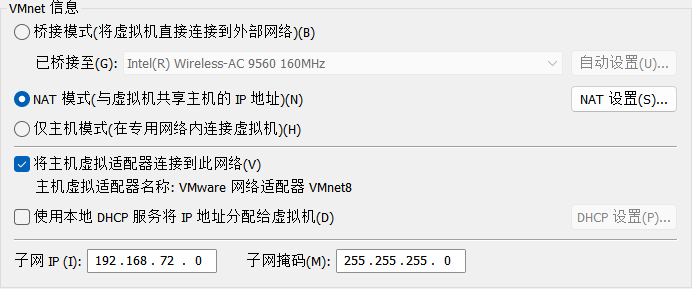 VMnet 信息
桥接模式(将虚拟机直接连接到外部网络)(B)
已桥接至(G): Intel(R) Wireless-AC 9560 160MHz 自动设置(U)...
NAT 模式(与虚拟机共享主机的 IP 地址)(N) NAT 设置(S)...
仅主机模式(在专用网络内连接虚拟机)(H)
将主机虚拟适配器连接到此网络(V)
主机虚拟适配器名称: VMware 网络适配器 VMnet8
使用本地 DHCP 服务将 IP 地址分配给虚拟机(D) DHCP 设置(P)...
子网 IP (I): 192 .168 . 72 . 0 子网掩码(M): 255 .255 .255 . 0